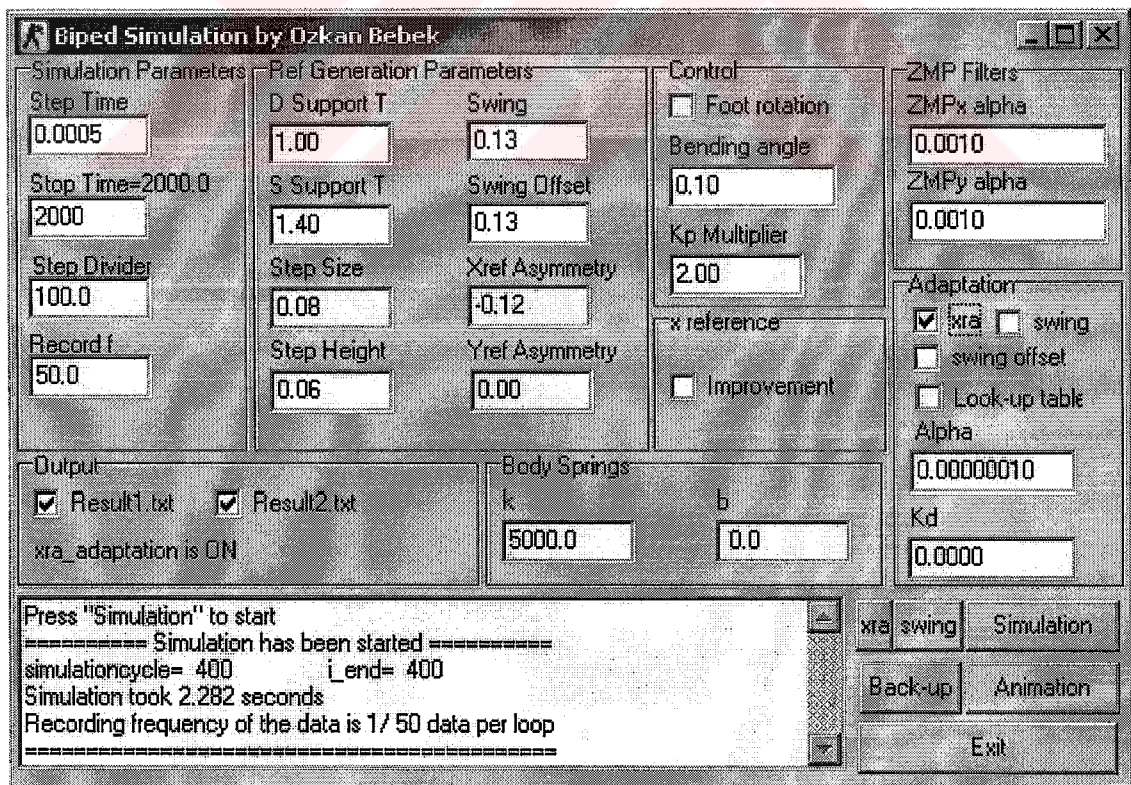 Biped Simulation by Ozkan Bebek
Simulation Parameters
Step Time
0.0005
Stop Time=2000.0
2000
Step Divider
100.0
Record f
50.0
Ref Generation Parameters
D Support T
1.00
S Support T
1.40
Step Size
0.08
Step Height
0.06
Swing
0.13
Swing Offset
0.13
Xref Asymmetry
-0.12
Yref Asymmetry
0.00
Control
Foot rotation
Bending angle
0.10
Kp Multiplier
2.00
x reference
Improvement
ZMP Filters
ZMPx alpha
0.0010
ZMPy alpha
0.0010
Adaptation
xra swing
swing offset
Look-up table
Alpha
0.00000010
Kd
0.0000
Output
Result1.txt Result2.txt
xra_adaptation is ON
Body Springs
k b
5000.0 0.0
Press "Simulation" to start
========== Simulation has been started ==========
simulationcycle= 400 i_end= 400
Simulation took 2.282 seconds
Recording frequency of the data is 1/ 50 data per loop
============================================
xra swing Simulation
Back-up Animation
Exit